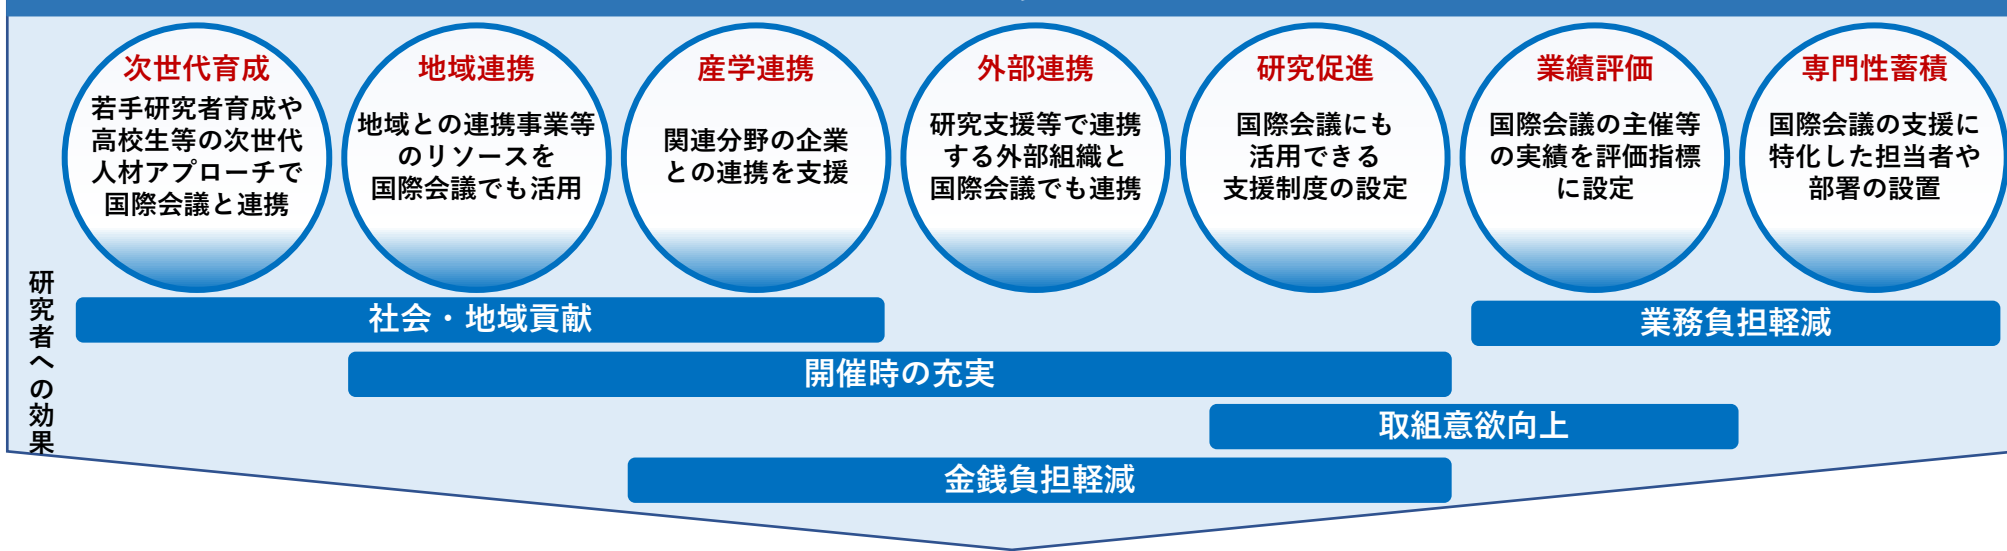 次世代育成
若手研究者育成や
高校生等の次世代
人材アプローチで
国際会議と連携
地域連携
地域との連携事業等
のリソースを
国際会議でも活用
産学連携
関連分野の企業
との連携を支援
外部連携
研究支援等で連携
する外部組織と
国際会議でも連携
研究促進
国際会議にも
活用できる
支援制度の設定
業績評価
国際会議の主催等
の実績を評価指標
に設定
専門性蓄積
国際会議の支援に
特化した担当者や
部署の設置
研究者への効果
社会・地域貢献
業務負担軽減
開催時の充実
取組意欲向上
金銭負担軽減